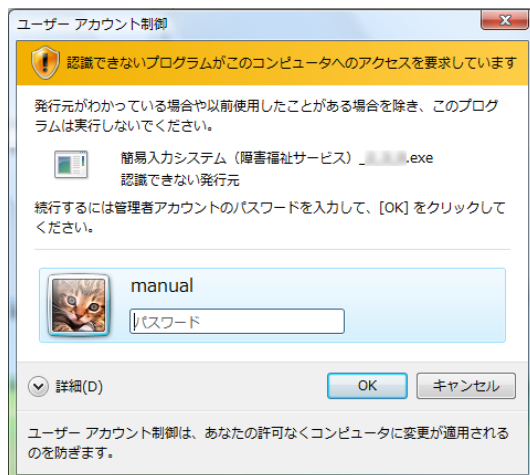 ユーザー アカウント制御
認識できないプログラムがこのコンピュータへのアクセスを要求しています
発行元がわかっている場合や以前使用したことがある場合を除き、このプログ
ラムは実行しないでください。
簡易入力システム（障害福祉サービス）_ .exe
認識できない発行元
続行するには管理者アカウントのパスワードを入力して、[OK] をクリックして
ください。
manual
パスワード
詳細(D)
OK
キャンセル
ユーザー アカウント制御は、あなたの許可なくコンピュータに変更が適用される
のを防ぎます。